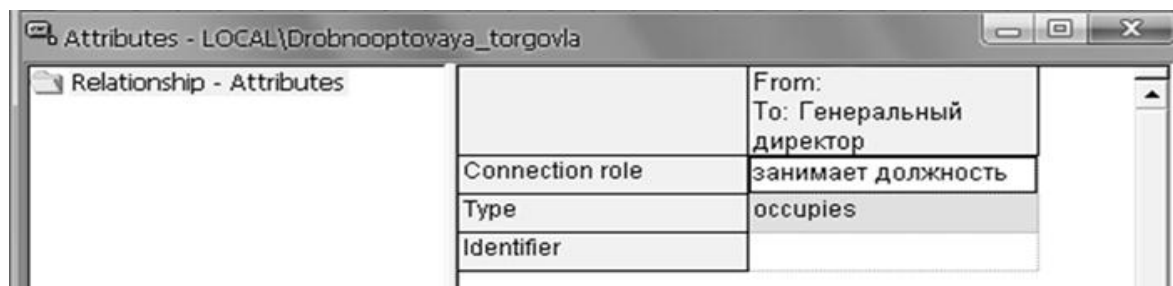 Attributes - LOCAL\Drobnooptovaya_torgovla
Relationship - Attributes
From:
To: Генеральный
директор
Connection role
занимает должность
Type
occupies
Identifier